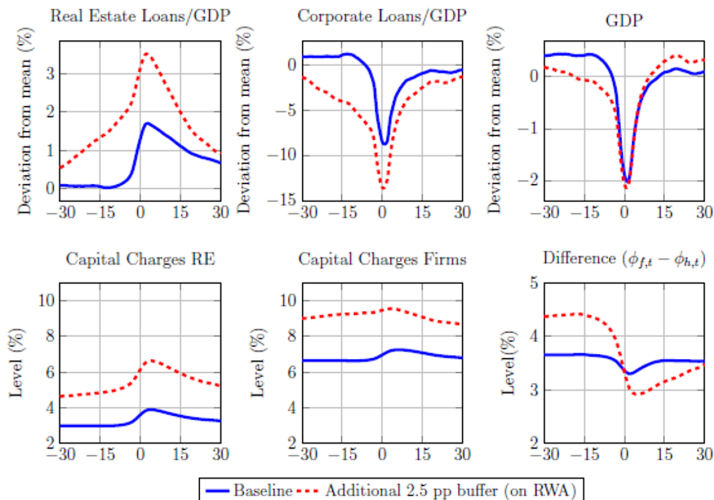 Real Estate Loans/GDP
Corporate Loans/GDP
GDP
Deviation from mean (%)
3
2
1
0
−30 −15 0 15 30
Deviation from mean (%)
0
−5
−10
−15
−30 −15 0 15 30
Deviation from mean (%)
0
−1
−2
−30 −15 0 15 30
Capital Charges RE
Capital Charges Firms
Difference (ϕf,t − ϕh,t)
Level (%)
10
8
6
4
2
−30 −15 0 15 30
Level (%)
10
8
6
4
2
−30 −15 0 15 30
Level(%)
5
4
3
2
−30 −15 0 15 30
Baseline Additional 2.5 pp buffer (on RWA)